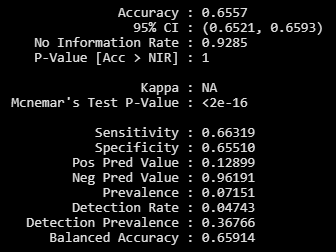 Accuracy : 0.6557
95% CI : (0.6521, 0.6593)
No Information Rate : 0.9285
P-Value [Acc > NIR] : 1
Kappa : NA
Mcnemar's Test P-Value : <2e-16
Sensitivity : 0.66319
Specificity : 0.65510
Pos Pred Value : 0.12899
Neg Pred Value : 0.96191
Prevalence : 0.07151
Detection Rate : 0.04743
Detection Prevalence : 0.36766
Balanced Accuracy : 0.65914